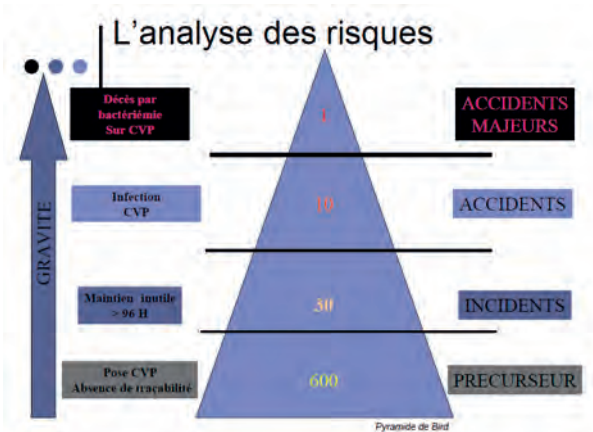 L'analyse des risques
Décès par
bactériémie
Sur CVP
1
ACCIDENTS
MAJEURS
GRAVITE
Infection
CVP
10
ACCIDENTS
Maintien inutile
> 96 H
30
INCIDENTS
Pose CVP
Absence de traçabilité
600
PRECURSEUR
Pyramide de Bird